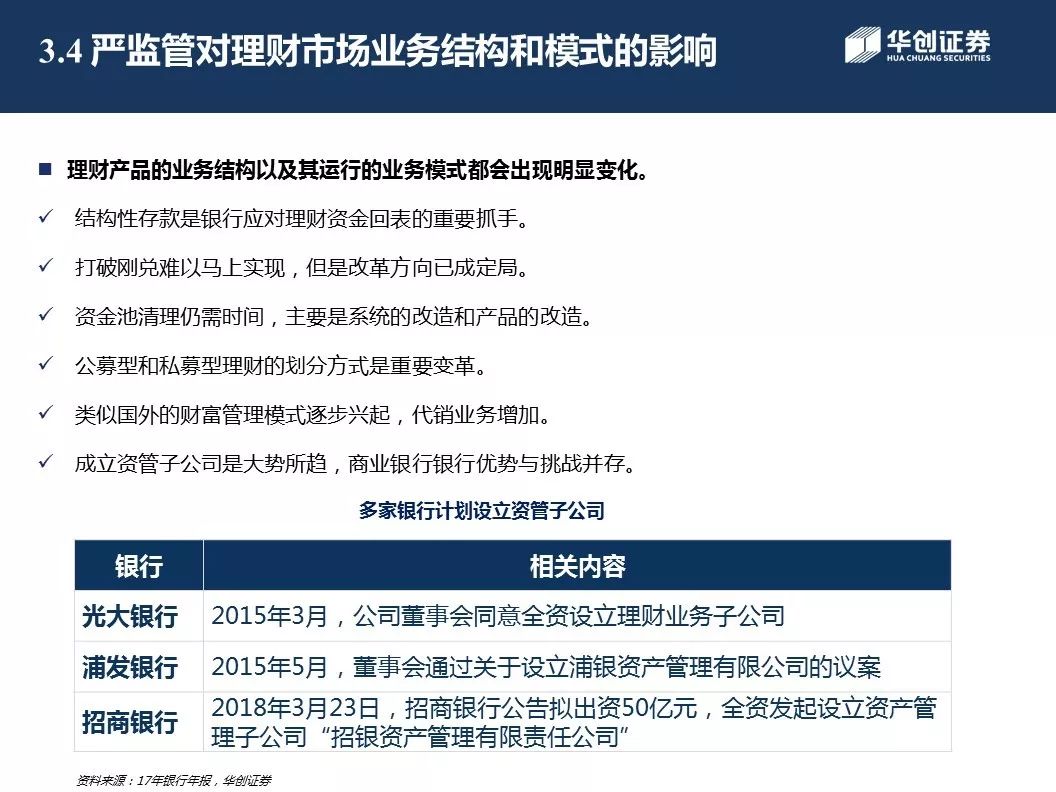 3.4 严监管对理财市场业务结构和模式的影响
华创证券
HUA CHUANG SECURITIES
理财产品的业务结构以及其运行的业务模式都会出现明显变化。
结构性存款是银行应对理财资金回表的重要抓手。
打破刚兑难以马上实现，但是改革方向已成定局。
资金池清理仍需时间，主要是系统的改造和产品的改造。
公募型和私募型理财的划分方式是重要变革。
类似国外的财富管理模式逐步兴起，代销业务增加。
成立资管子公司是大势所趋，商业银行银行优势与挑战并存。
多家银行计划设立资管子公司
银行 相关内容
光大银行 2015年3月，公司董事会同意全资设立理财业务子公司
浦发银行 2015年5月，董事会通过关于设立浦银资产管理有限公司的议案
招商银行 2018年3月23日，招商银行公告拟出资50亿元，全资发起设立资产管
理子公司“招银资产管理有限责任公司”
资料来源：17年银行年报，华创证券